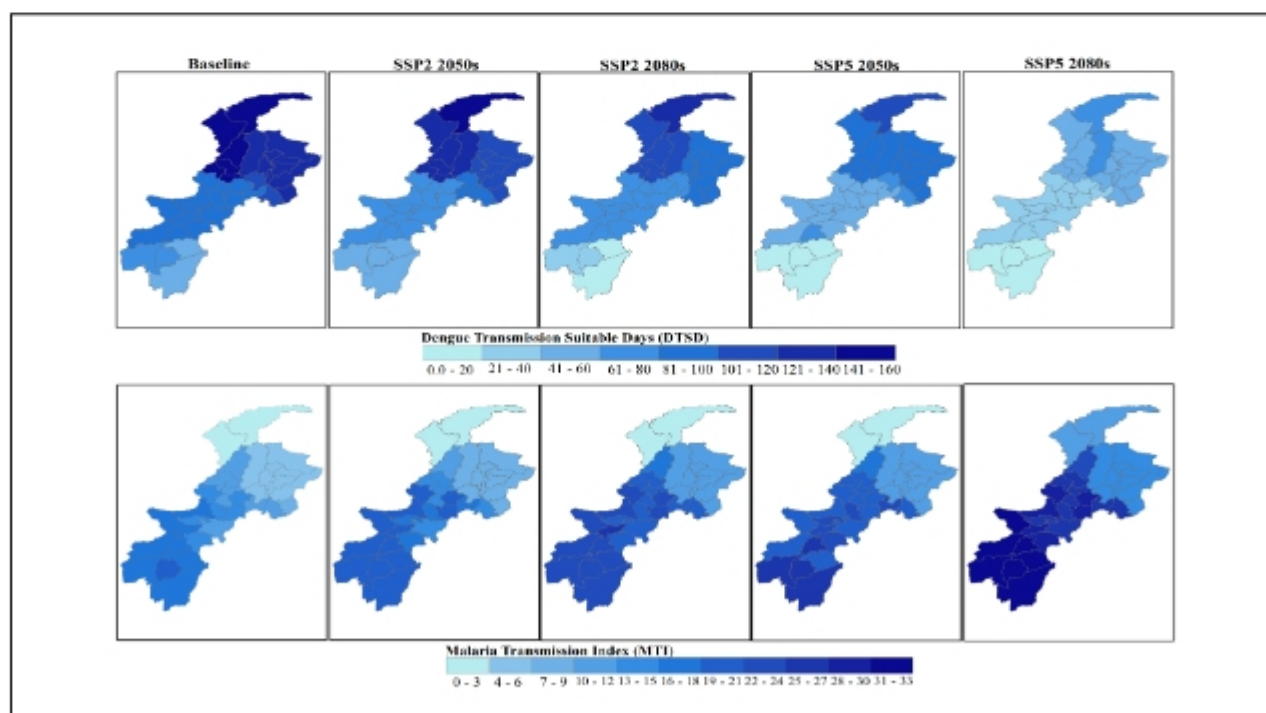 Baseline SSP2 2050s SSP2 2080s SSP5 2050s SSP5 2080s
Dengue Transmission Suitable Days (DTSD)
0.0 - 20 21 - 40 41 - 60 61 - 80 81 - 100 101 - 120 121 - 140 141 - 160
Malaria Transmission Index (MTI)
0 - 3 4 - 6 7 - 9 10 - 12 13 - 15 16 - 18 19 - 21 22 - 24 25 - 27 28 - 30 31 - 33